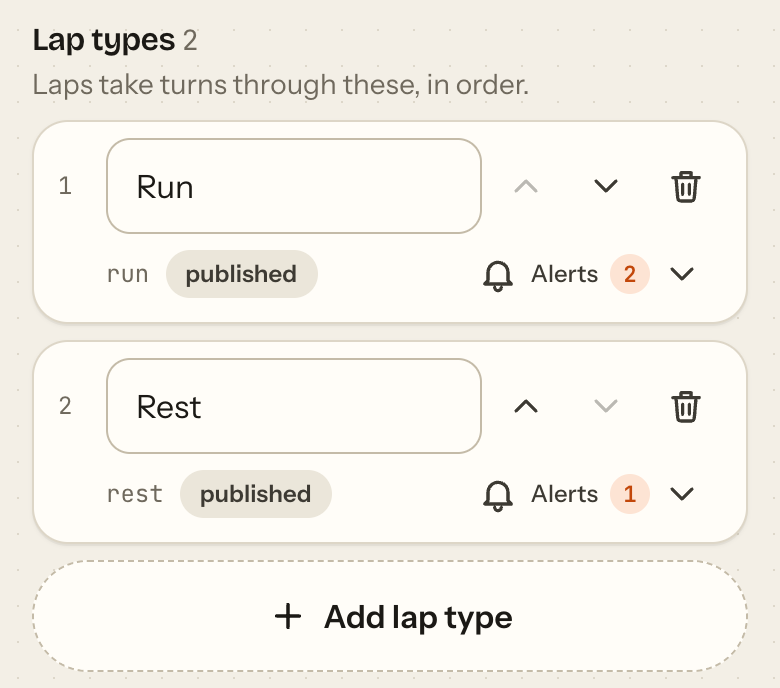 Lap types 2
Laps take turns through these, in order.
1 Run
run published Alerts 2
2 Rest
rest published Alerts 1
Add lap type